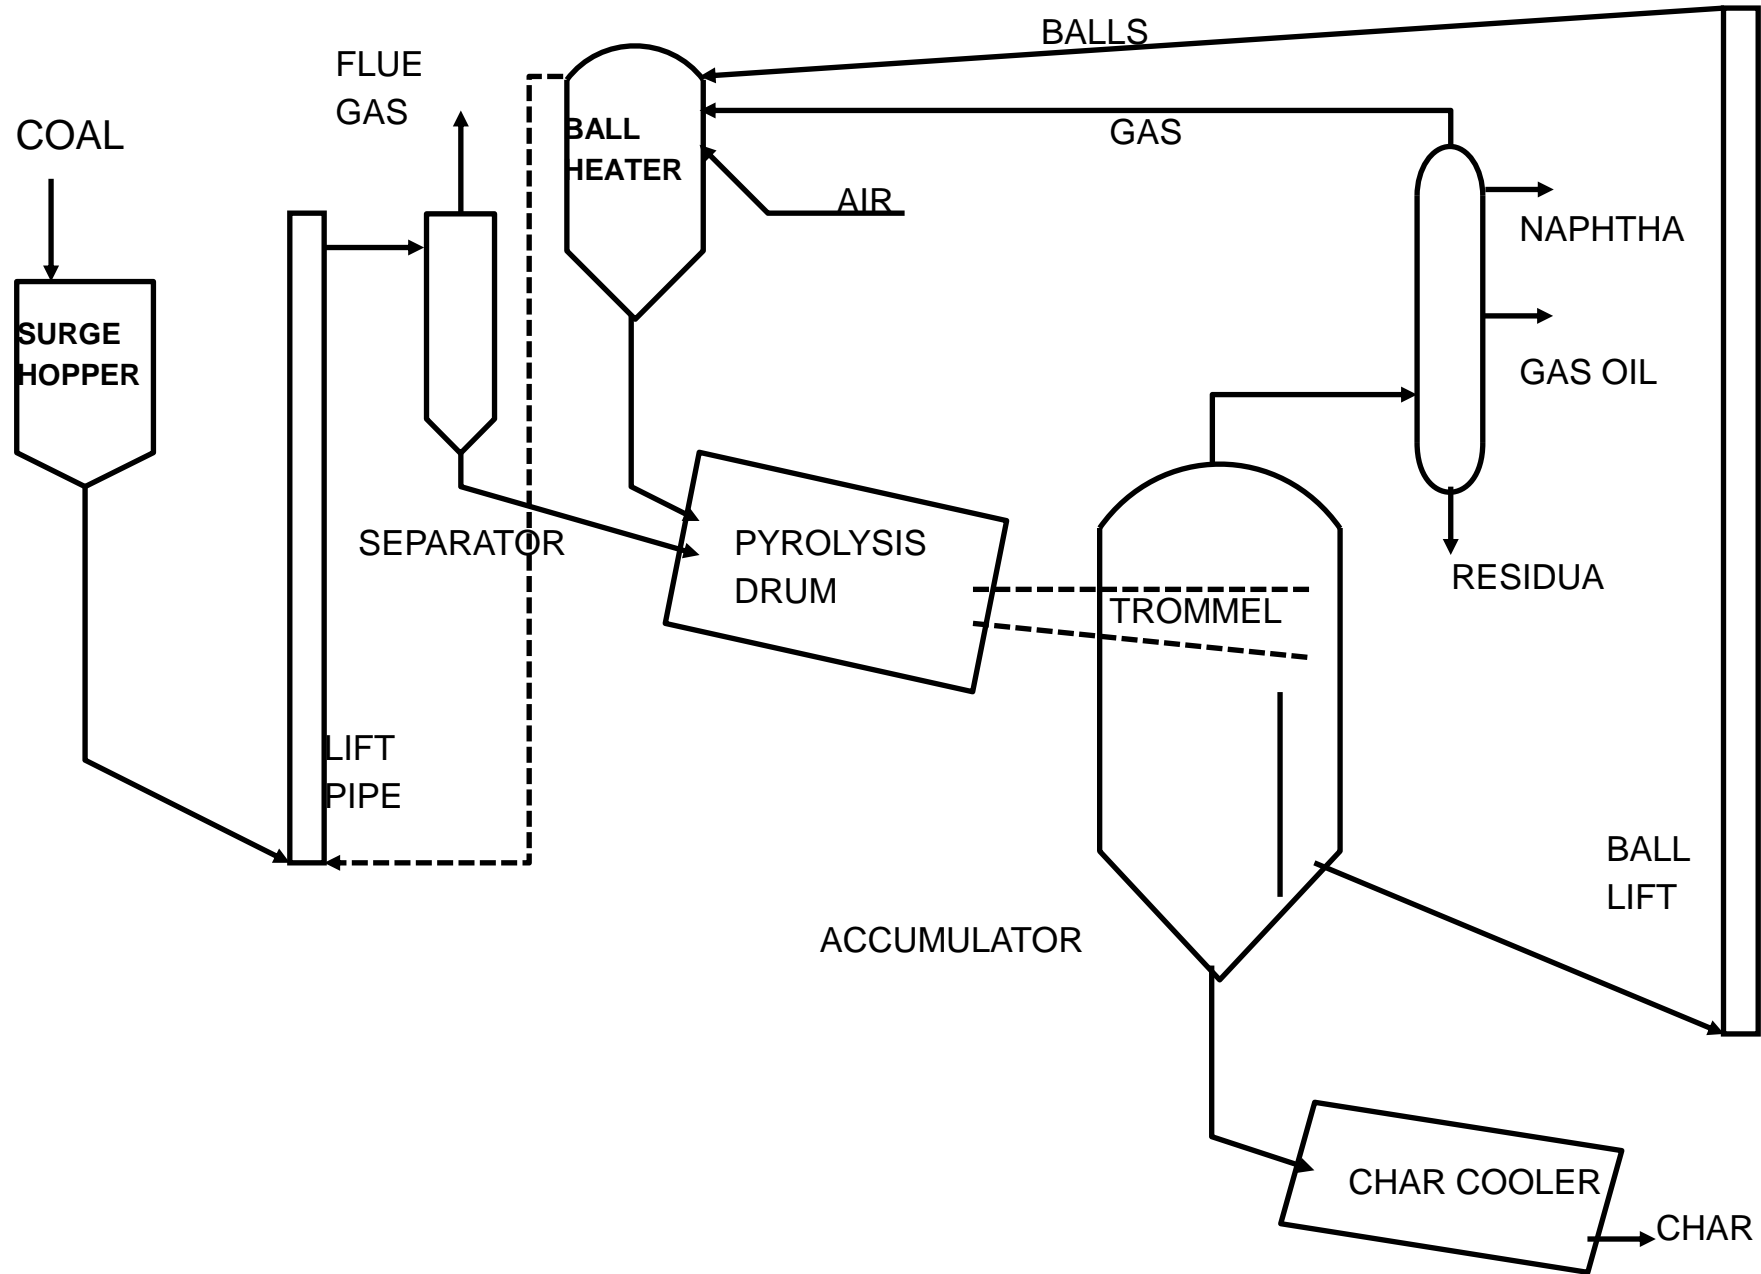 BALLS
FLUE
GAS
COAL
BALL
HEATER
GAS
AIR
NAPHTHA
SURGE
HOPPER
GAS OIL
SEPARATOR
PYROLYSIS
DRUM
RESIDUA
TROMMEL
LIFT
PIPE
BALL
LIFT
ACCUMULATOR
CHAR COOLER
CHAR